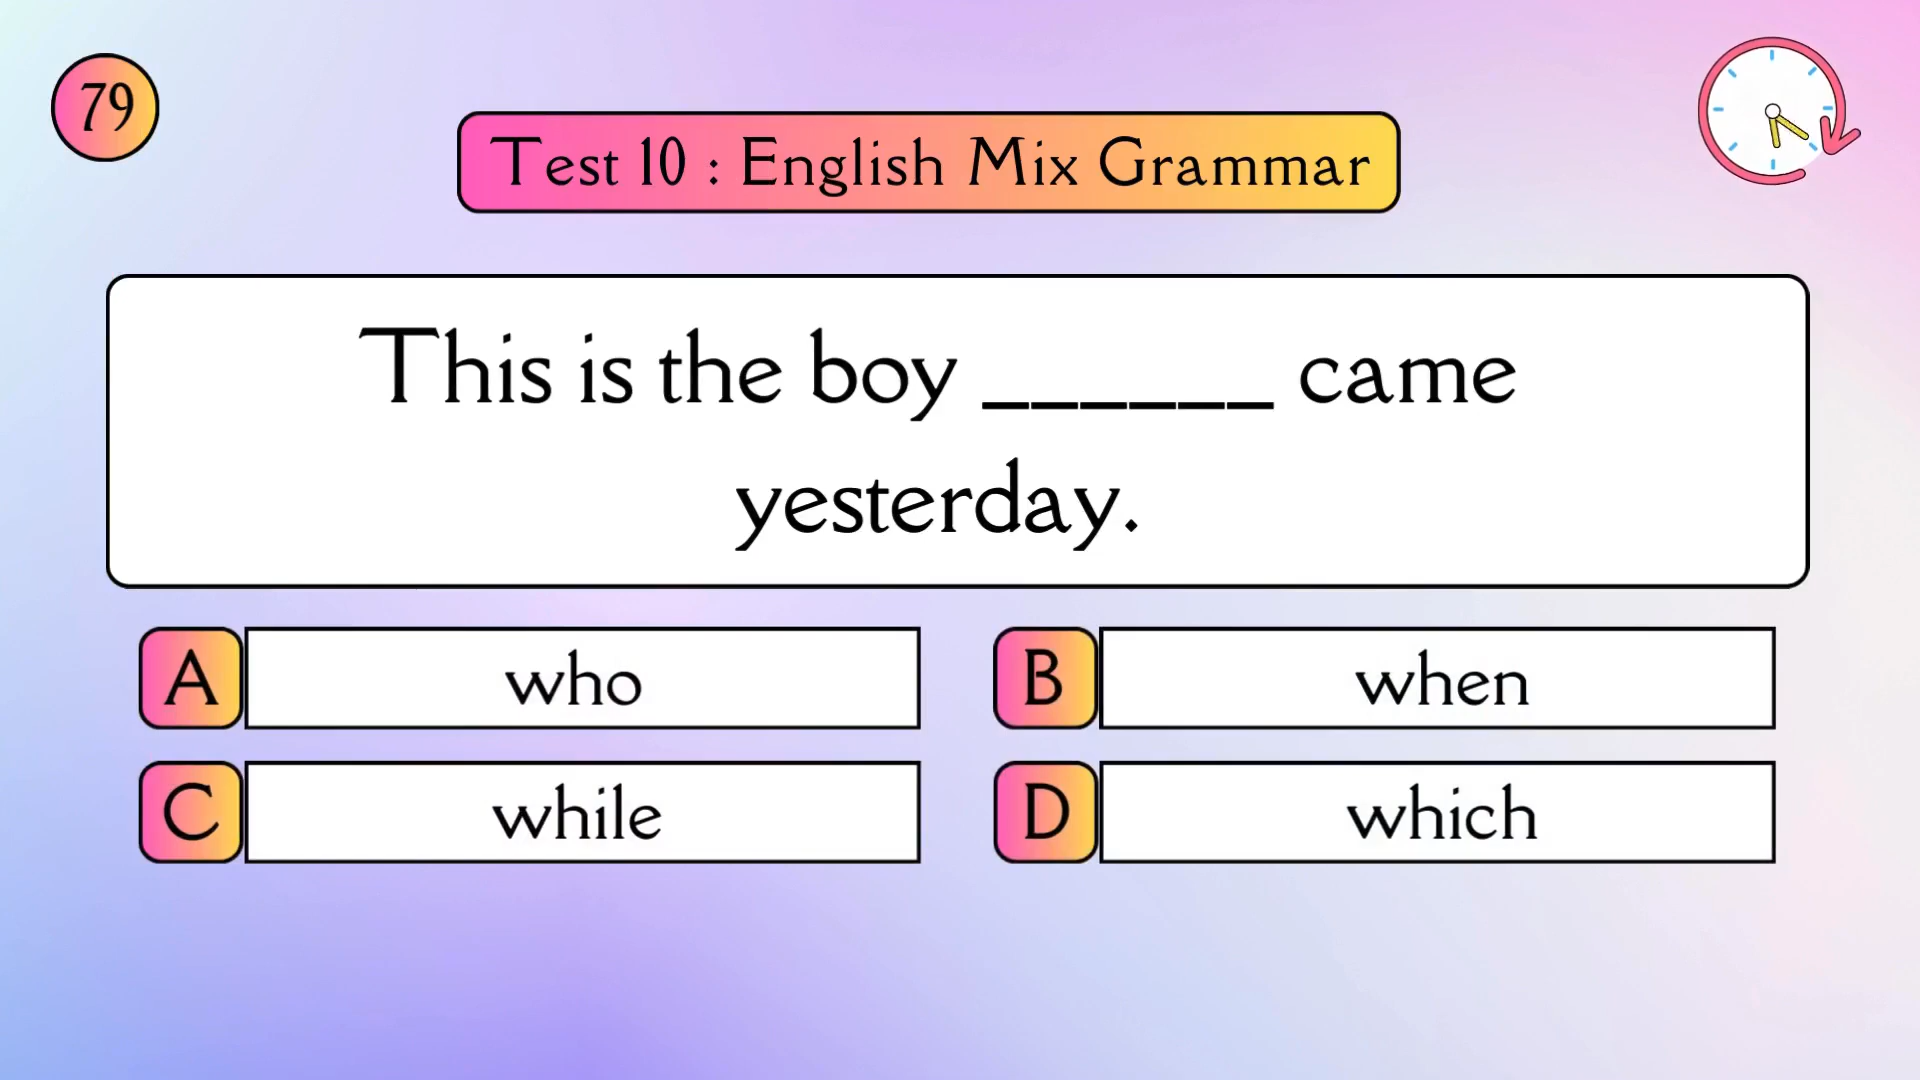 79
Test 10 : English Mix Grammar
This is the boy ______ came
yesterday.
A who
B when
C while
D which